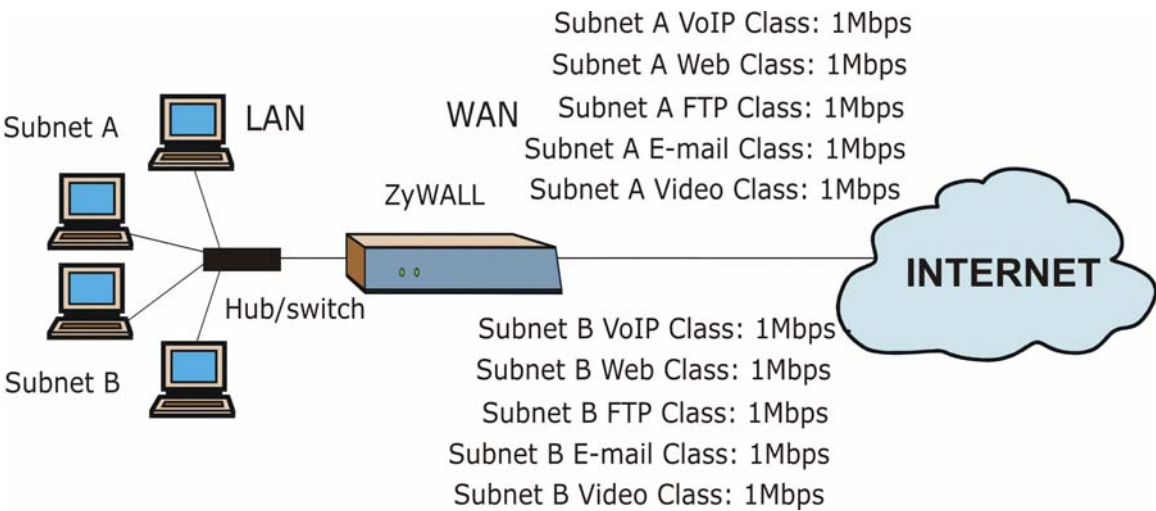 Subnet A VoIP Class: 1Mbps
Subnet A Web Class: 1Mbps
Subnet A FTP Class: 1Mbps
Subnet A E-mail Class: 1Mbps
Subnet A Video Class: 1Mbps
Subnet A
LAN
WAN
ZyWALL
INTERNET
Hub/switch
Subnet B
Subnet B VoIP Class: 1Mbps
Subnet B Web Class: 1Mbps
Subnet B FTP Class: 1Mbps
Subnet B E-mail Class: 1Mbps
Subnet B Video Class: 1Mbps